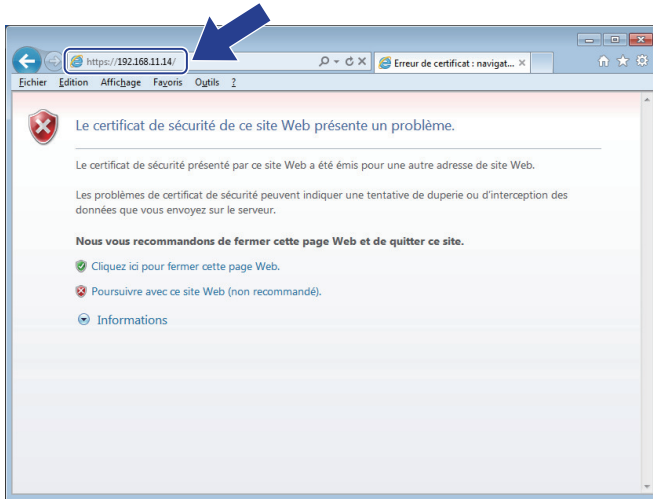 https://192.168.11.14/
Erreur de certificat : navigat...
Fichier Edition Affichage Favoris Outils ?
Le certificat de sécurité de ce site Web présente un problème.
Le certificat de sécurité présenté par ce site Web a été émis pour une autre adresse de site Web.
Les problèmes de certificat de sécurité peuvent indiquer une tentative de duperie ou d'interception des
données que vous envoyez sur le serveur.
Nous vous recommandons de fermer cette page Web et de quitter ce site.
Cliquez ici pour fermer cette page Web.
Poursuivre avec ce site Web (non recommandé).
Informations